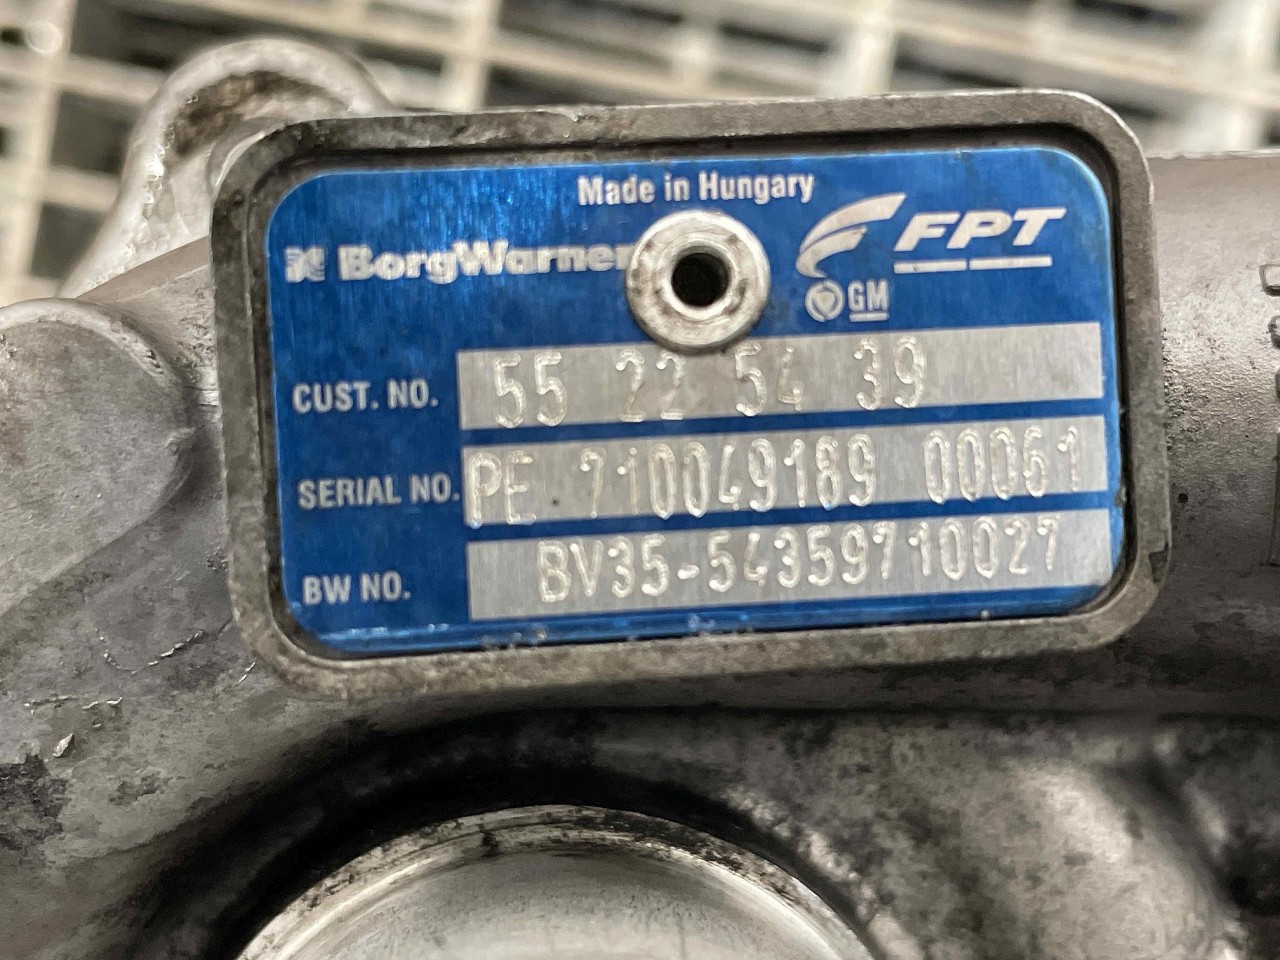 Made in Hungary
BorgWarner
FPT
GM
CUST. NO. 55 22 54 39
SERIAL NO. PE 710049189 00061
BW NO. BV35-54359710027